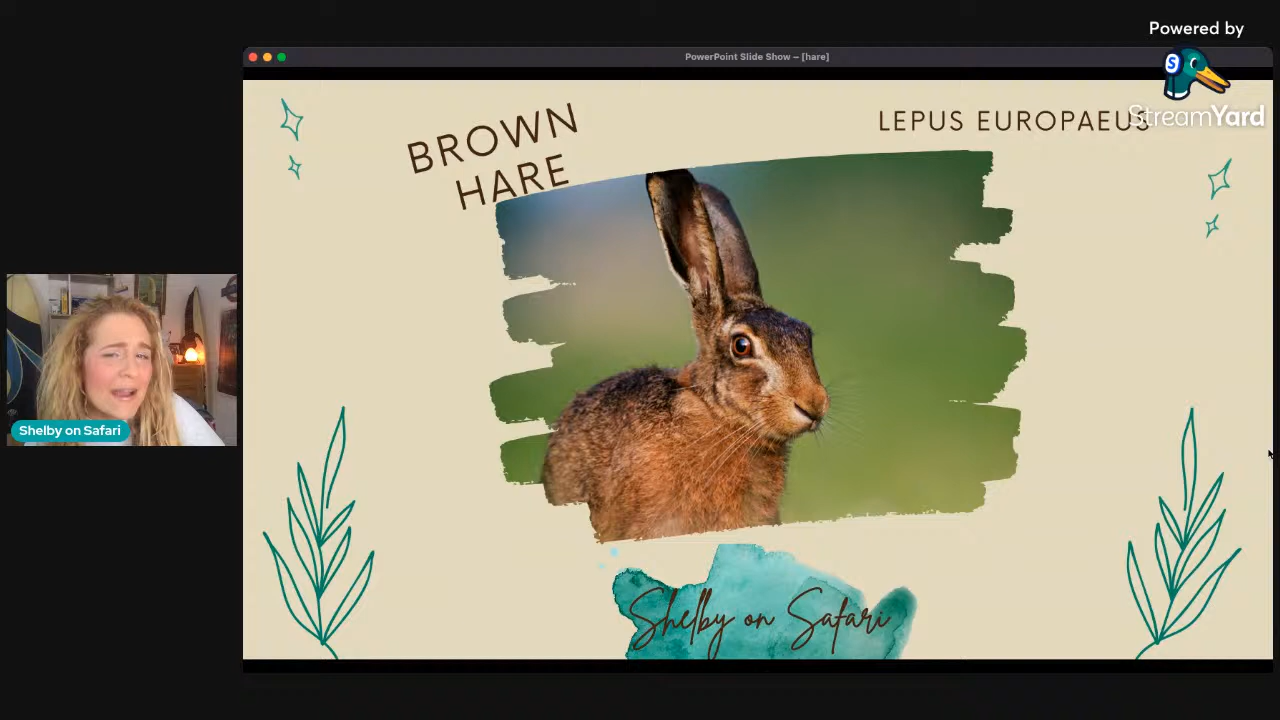 Powered by
StreamYard
PowerPoint Slide Show – [hare]
BROWN
HARE
LEPUS EUROPAEUS
Shelby on Safari
Shelby on Safari